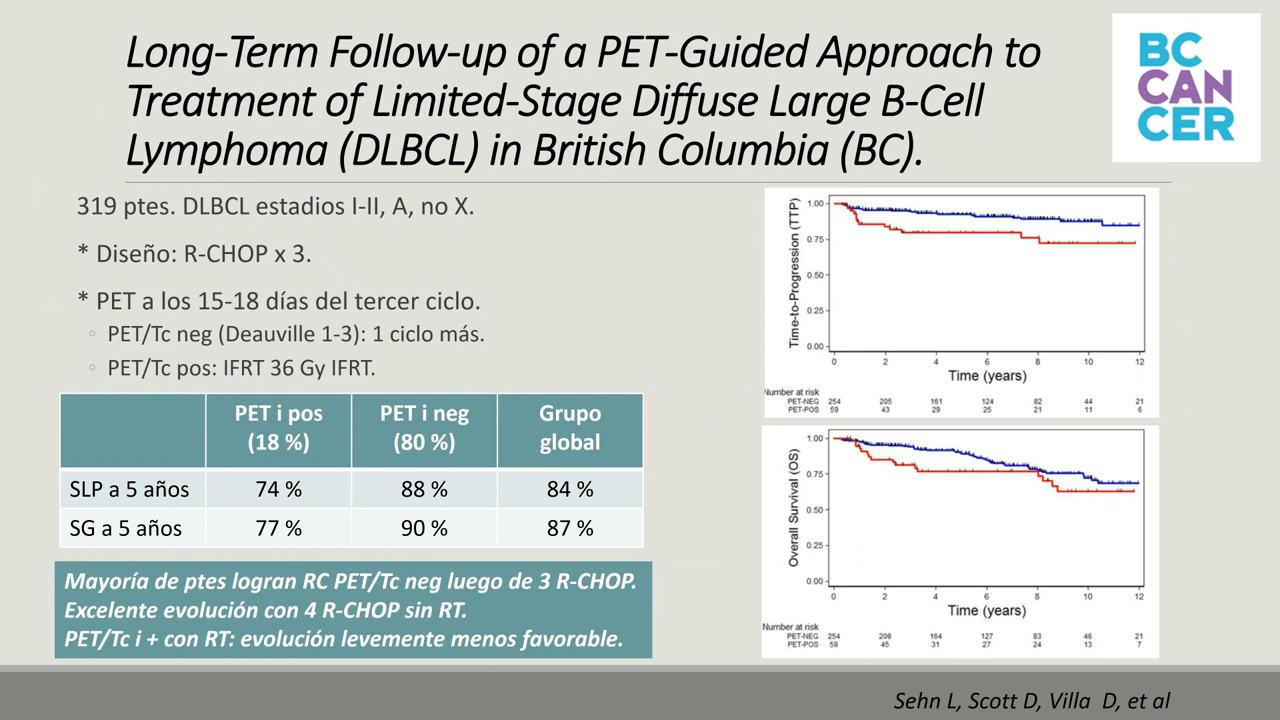 Long-Term Follow-up of a PET-Guided Approach to
Treatment of Limited-Stage Diffuse Large B-Cell
Lymphoma (DLBCL) in British Columbia (BC).
BC
CAN
CER
319 ptes. DLBCL estadios I-II, A, no X.
* Diseño: R-CHOP x 3.
* PET a los 15-18 días del tercer ciclo.
◦ PET/Tc neg (Deauville 1-3): 1 ciclo más.
◦ PET/Tc pos: IFRT 36 Gy IFRT.
PET i pos (18 %) PET i neg (80 %) Grupo global
SLP a 5 años 74 % 88 % 84 %
SG a 5 años 77 % 90 % 87 %
Mayoría de ptes logran RC PET/Tc neg luego de 3 R-CHOP.
Excelente evolución con 4 R-CHOP sin RT.
PET/Tc i + con RT: evolución levemente menos favorable.
Time-to-Progression (TTP)
1.00
0.75
0.50
0.25
0.00
0 2 4 6 8 10 12
Time (years)
Number at risk
PET-NEG 254 205 161 124 82 44 21
PET-POS 59 43 29 25 21 11 6
Overall Survival (OS)
1.00
0.75
0.50
0.25
0.00
0 2 4 6 8 10 12
Time (years)
Number at risk
PET-NEG 254 208 164 127 83 46 21
PET-POS 59 45 31 27 24 13 7
Sehn L, Scott D, Villa D, et al